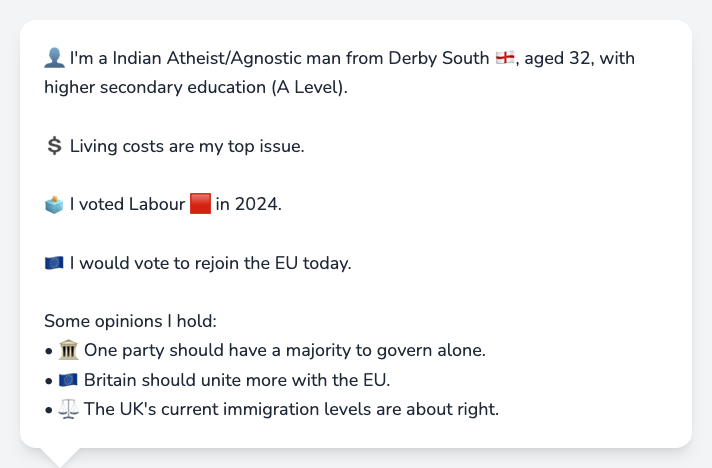 👤 I'm a Indian Atheist/Agnostic man from Derby South 🏴󠁧󠁢󠁥󠁮󠁧󠁿, aged 32, with
higher secondary education (A Level).
💲 Living costs are my top issue.
🗳️ I voted Labour 🟥 in 2024.
🇪🇺 I would vote to rejoin the EU today.
Some opinions I hold:
• 🏛️ One party should have a majority to govern alone.
• 🇪🇺 Britain should unite more with the EU.
• ⚖️ The UK's current immigration levels are about right.